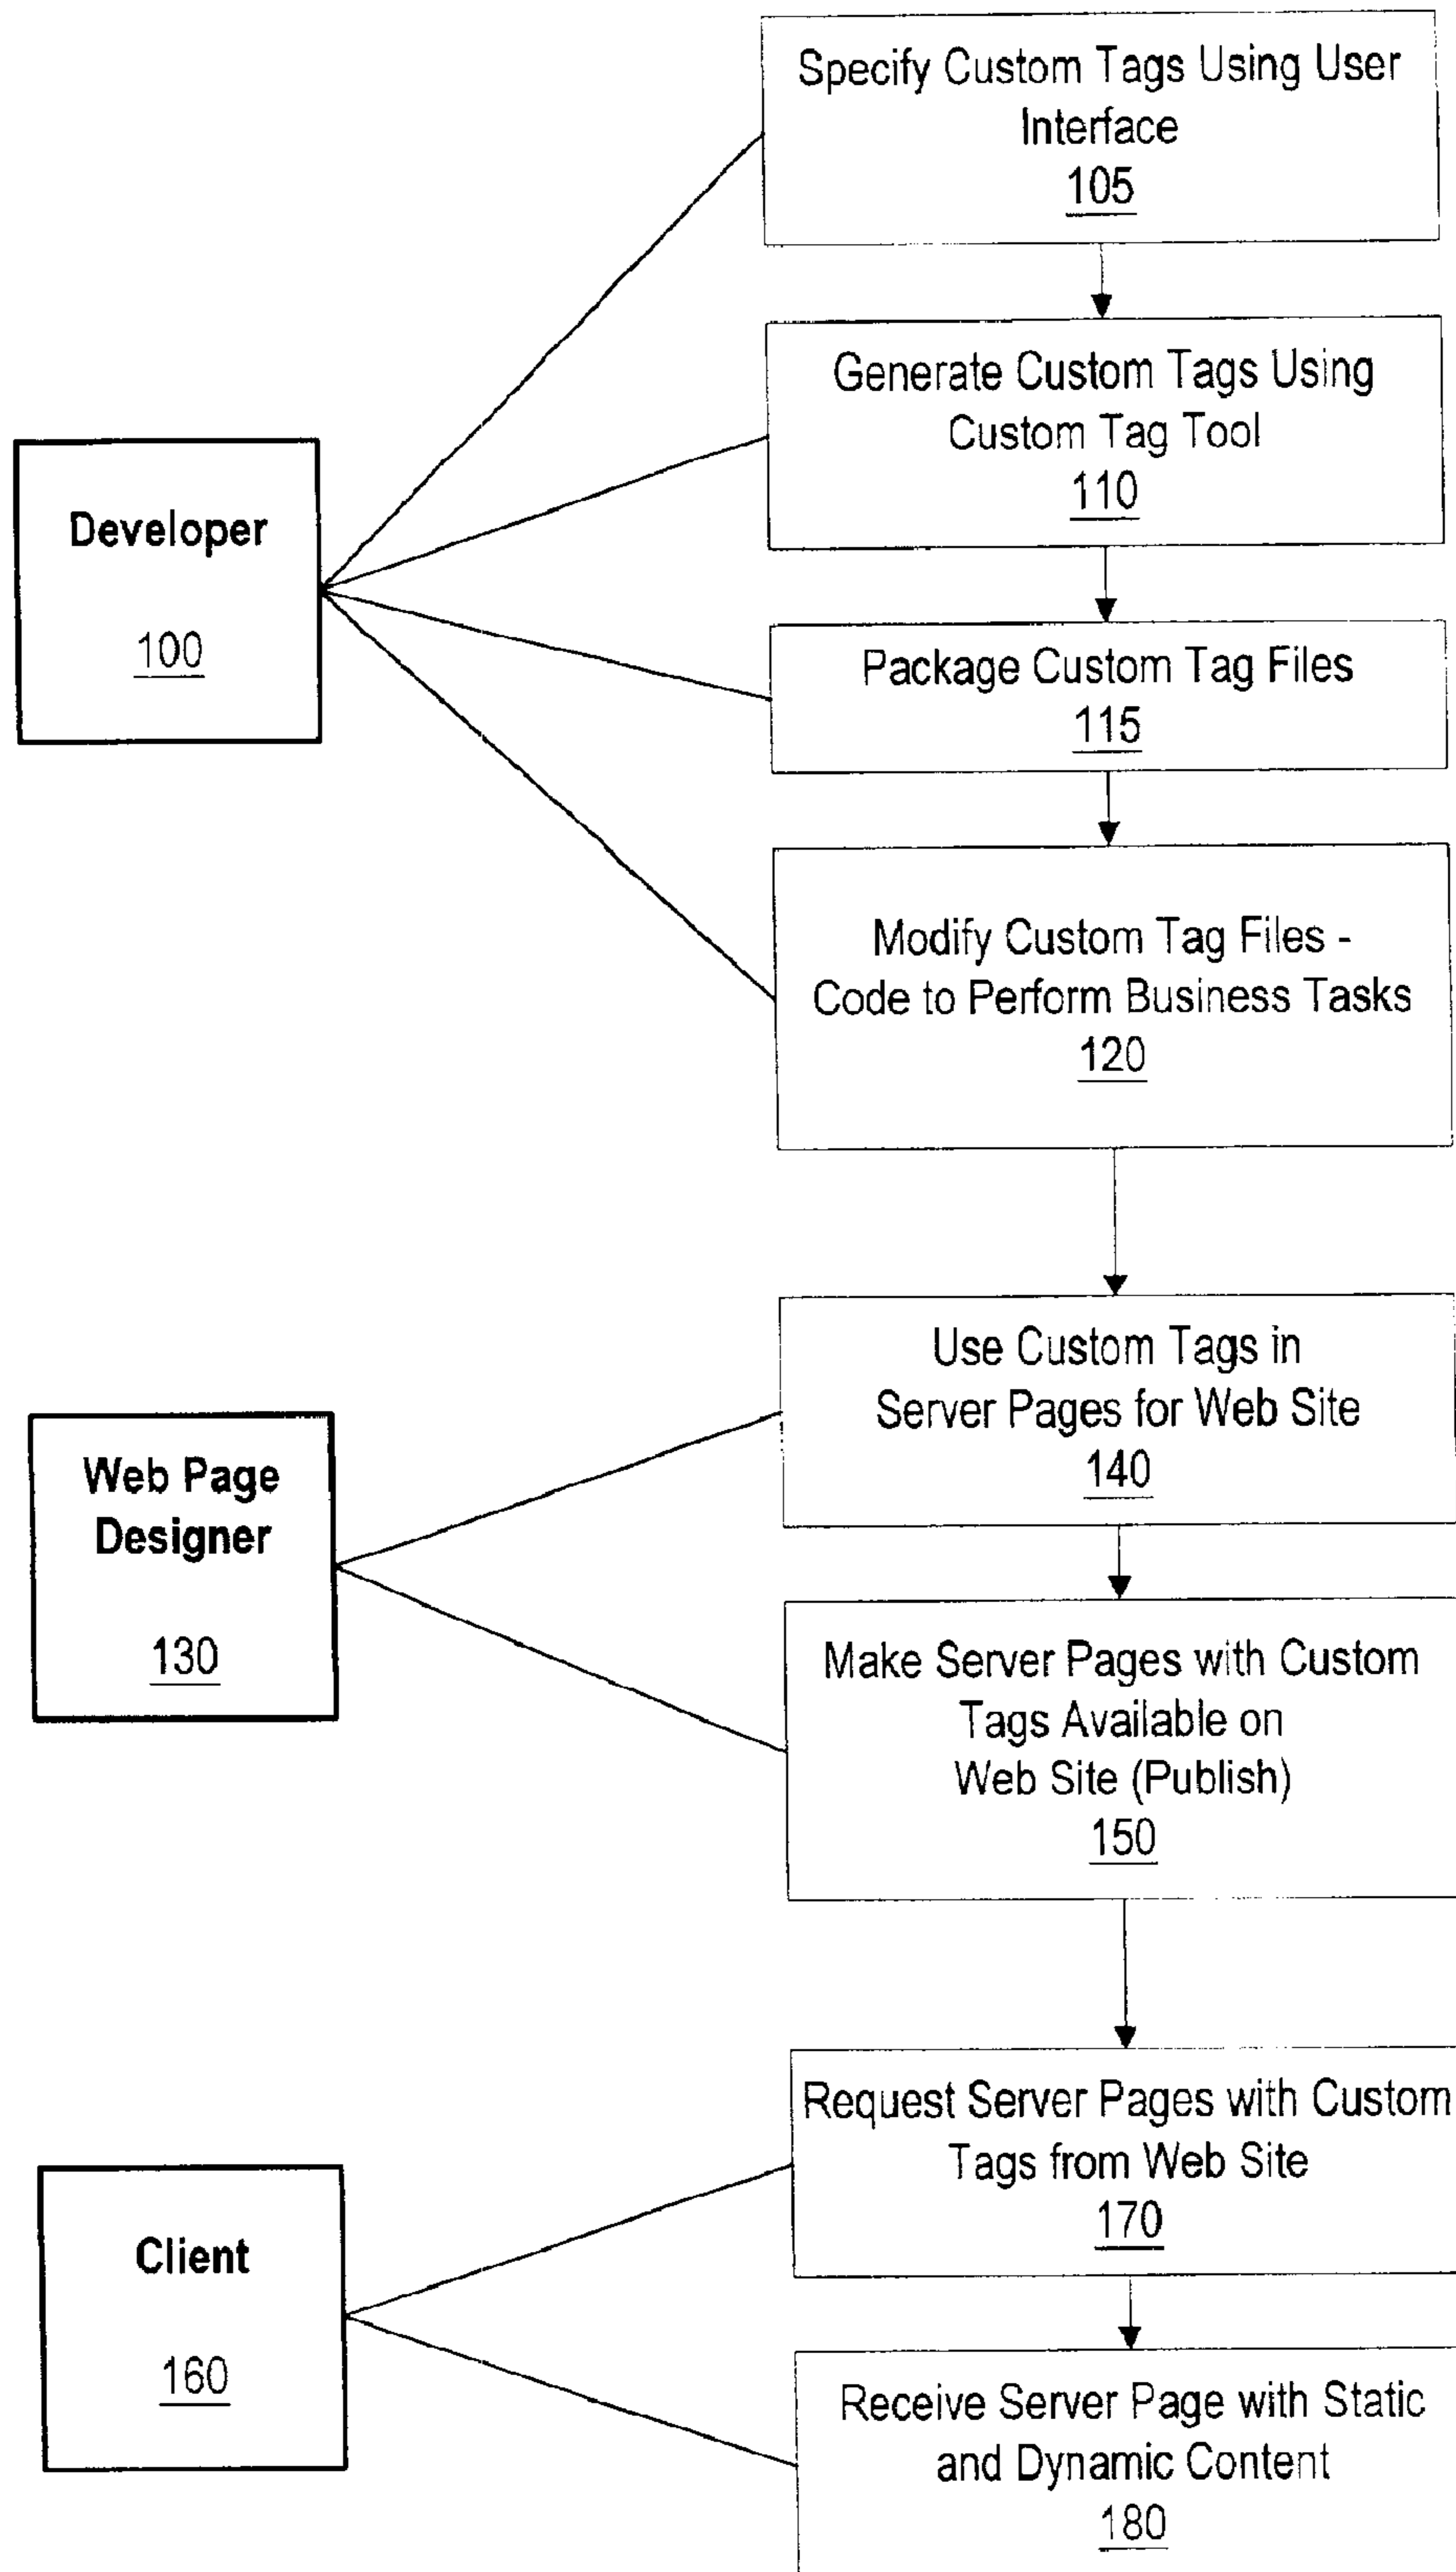 Specify Custom Tags Using User
Interface
105
Generate Custom Tags Using
Custom Tag Tool
110
Developer
100
Package Custom Tag Files
115
Modify Custom Tag Files -
Code to Perform Business Tasks
120
Use Custom Tags in
Server Pages for Web Site
140
Web Page
Designer
130
Make Server Pages with Custom
Tags Available on
Web Site (Publish)
150
Request Server Pages with Custom
Tags from Web Site
170
Client
160
Receive Server Page with Static
and Dynamic Content
180